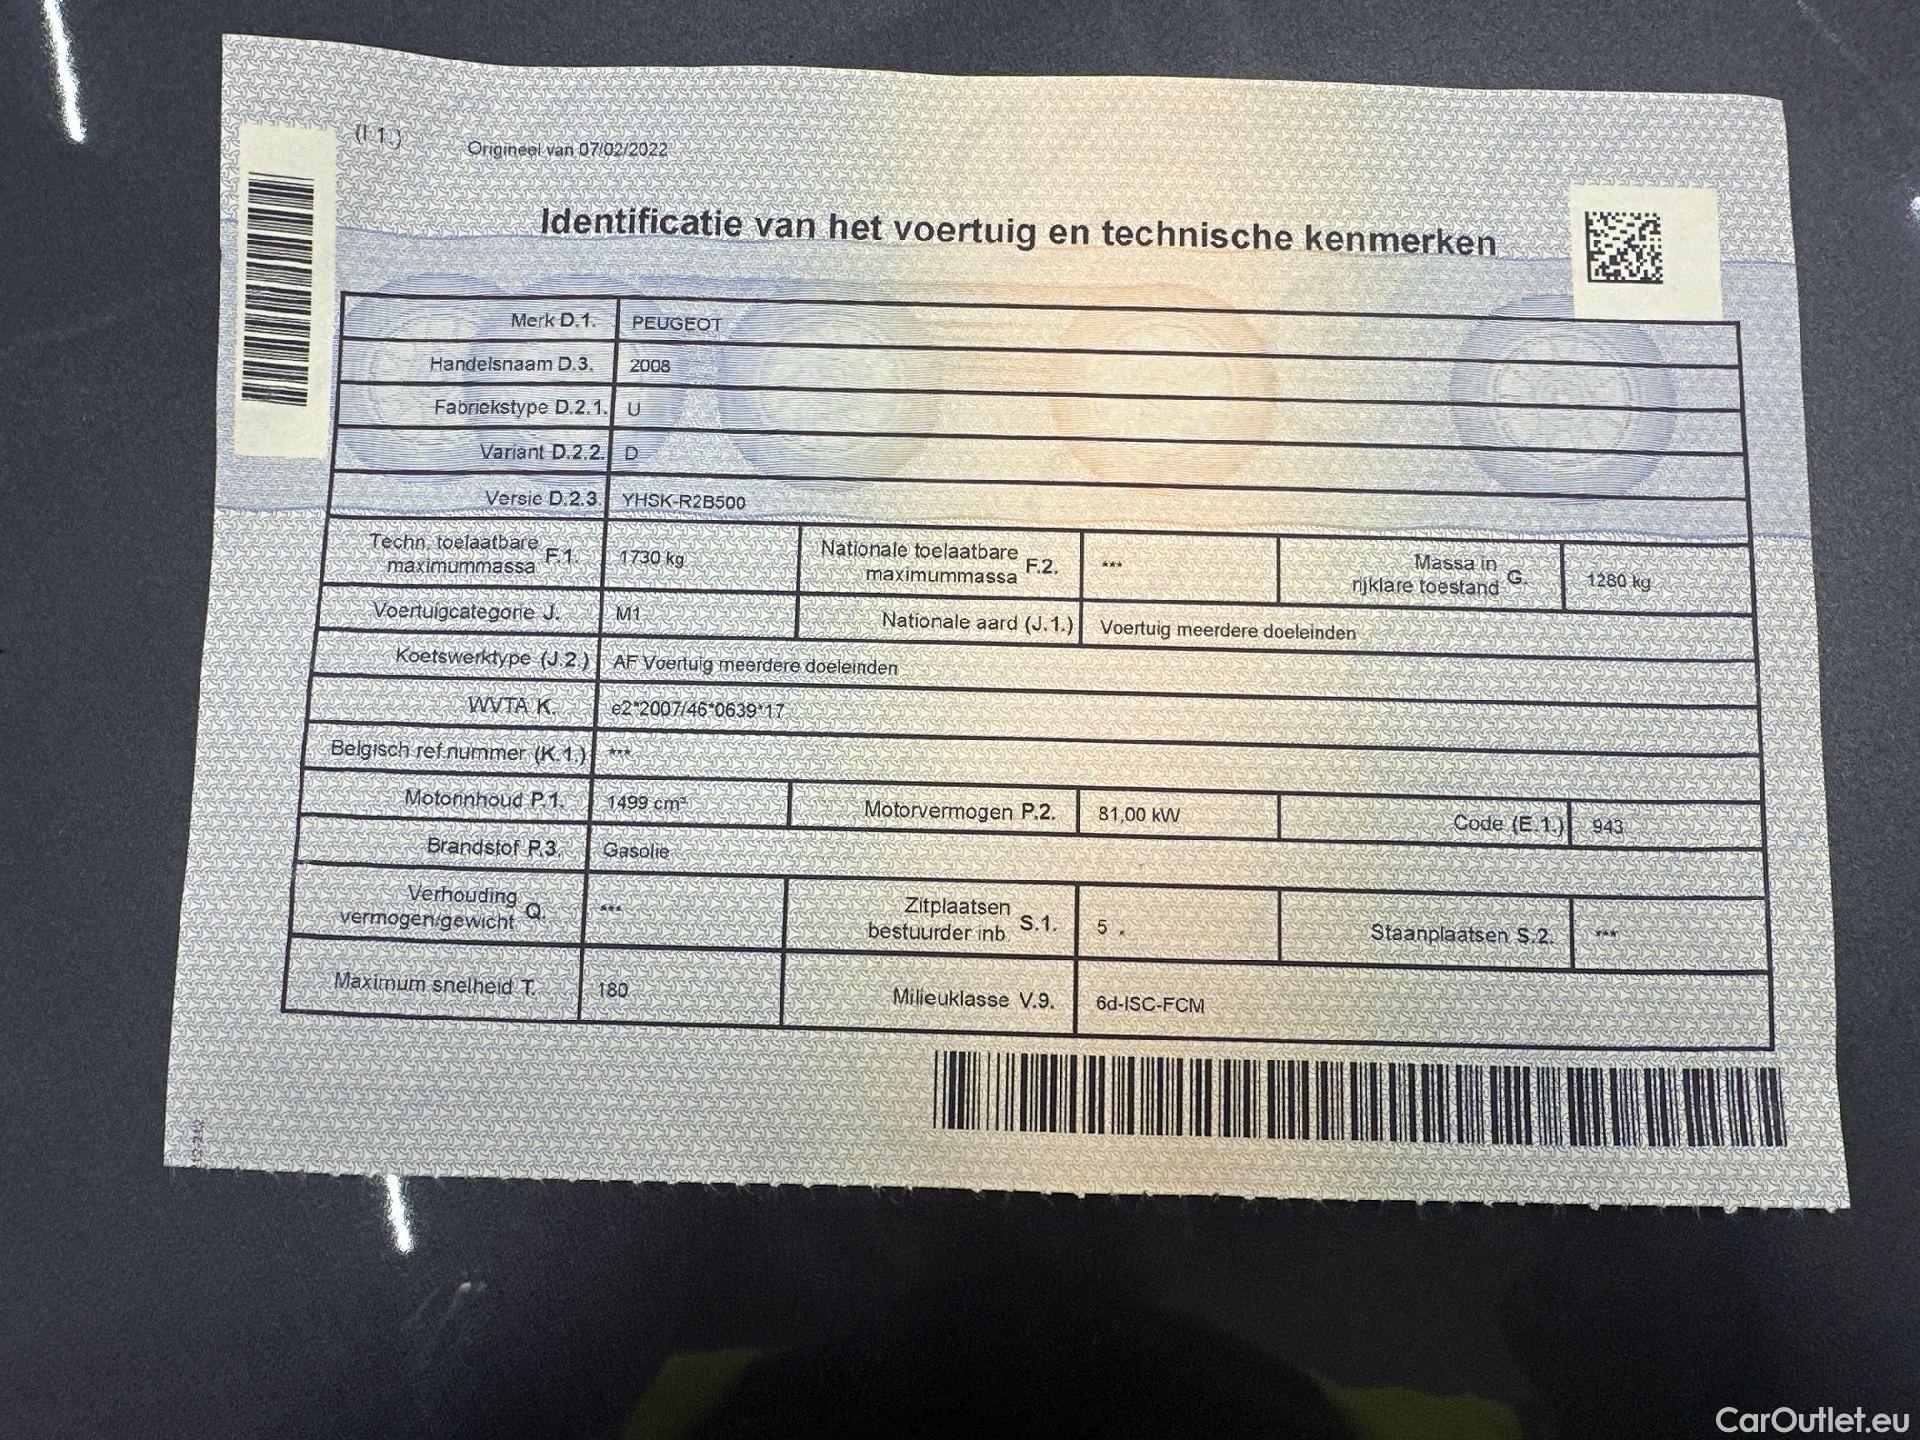 (I.1.)
Origineel van 07/02/2022
Identificatie van het voertuig en technische kenmerken
Merk D.1. PEUGEOT
Handelsnaam D.3. 2008
Fabriekstype D.2.1. U
Variant D.2.2. D
Versie D.2.3. YHSK-R2B500
Techn. toelaatbare maximummassa F.1. 1730 kg Nationale toelaatbare maximummassa F.2. *** Massa in rijklare toestand G. 1280 kg
Voertuigcategorie J. M1 Nationale aard (J.1.) Voertuig meerdere doeleinden
Koetswerktype (J.2.) AF Voertuig meerdere doeleinden
WVTA K. e2*2007/46*0639*17
Belgisch ref.nummer (K.1.) ***
Motorinhoud P.1. 1499 cm³ Motorvermogen P.2. 81,00 kW Code (E.1.) 943
Brandstof P.3. Gasolie
Verhouding vermogen/gewicht Q. *** Zitplaatsen bestuurder inb S.1. 5 Staanplaatsen S.2. ***
Maximum snelheid T. 180 Milieuklasse V.9. 6d-ISC-FCM
CarOutlet.eu